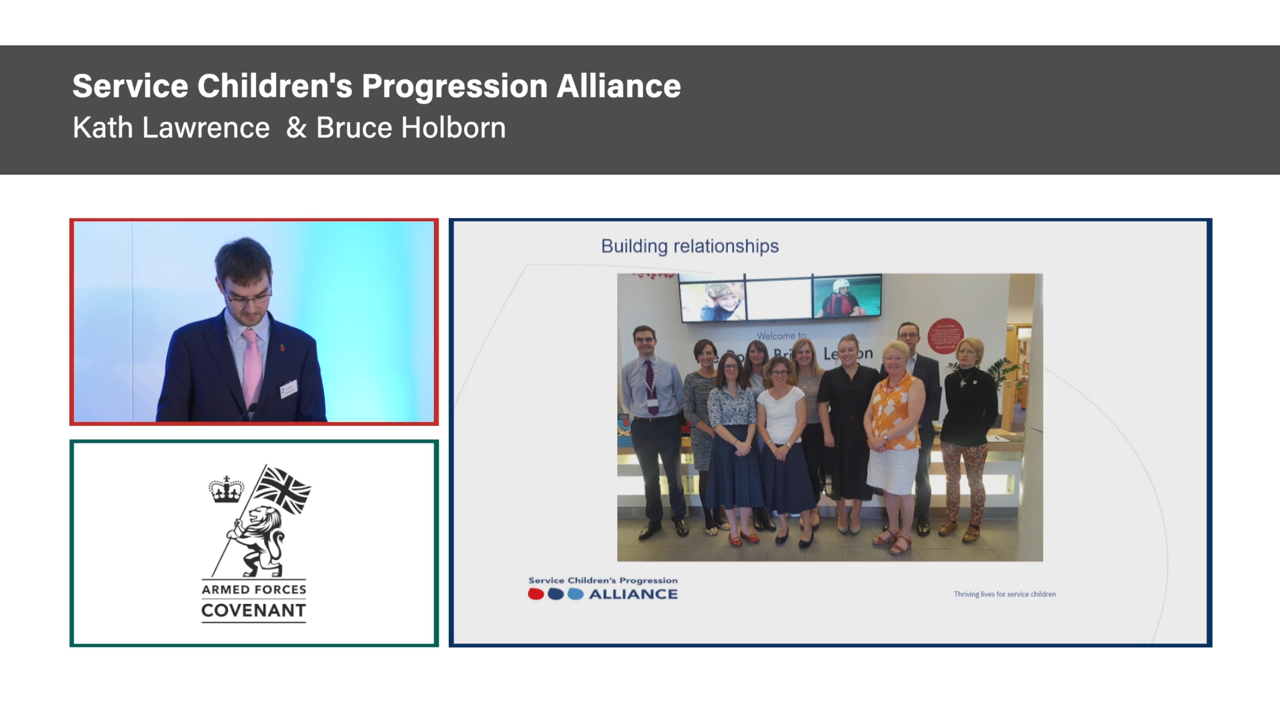 Service Children's Progression Alliance
Kath Lawrence & Bruce Holborn
Building relationships
Welcome to
Legion
Service Children's Progression
ALLIANCE
Thriving lives for service children
ARMED FORCES
COVENANT